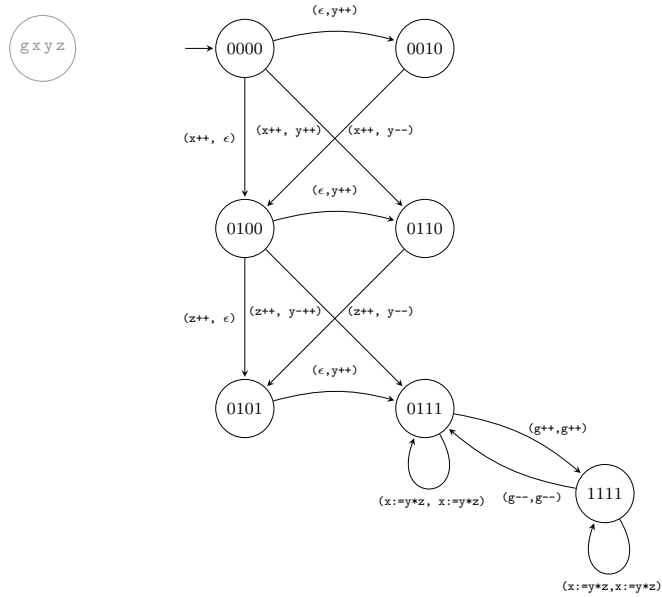 (ϵ,y++)
g x y z
0000
0010
(x++, ϵ)
(x++, y++)
(x++, y--)
(ϵ,y++)
0100
0110
(z++, ϵ)
(z++, y-++)
(z++, y--)
(ϵ,y++)
0101
0111
(g++,g++)
(x:=y*z, x:=y*z)
(g--,g--)
1111
(x:=y*z,x:=y*z)